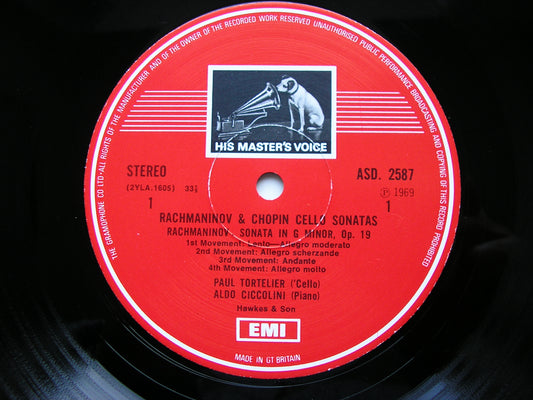 THE GRAMOPHONE CO LTD · ALL RIGHTS OF THE MANUFACTURER AND OF THE OWNER OF THE RECORDED WORK RESERVED UNAUTHORISED PUBLIC PERFORMANCE BROADCASTING AND COPYING OF THIS RECORD PROHIBITED
HIS MASTER'S VOICE
STEREO ASD. 2587
(2YLA.1605) 33⅓ Ⓟ 1969
1 1
RACHMANINOV & CHOPIN CELLO SONATAS
RACHMANINOV: SONATA IN G MINOR, Op. 19
1st Movement: Lento—Allegro moderato
2nd Movement: Allegro scherzande
3rd Movement: Andante
4th Movement: Allegro molto
PAUL TORTELIER ('Cello)
ALDO CICCOLINI (Piano)
Hawkes & Son
EMI
MADE IN GT BRITAIN